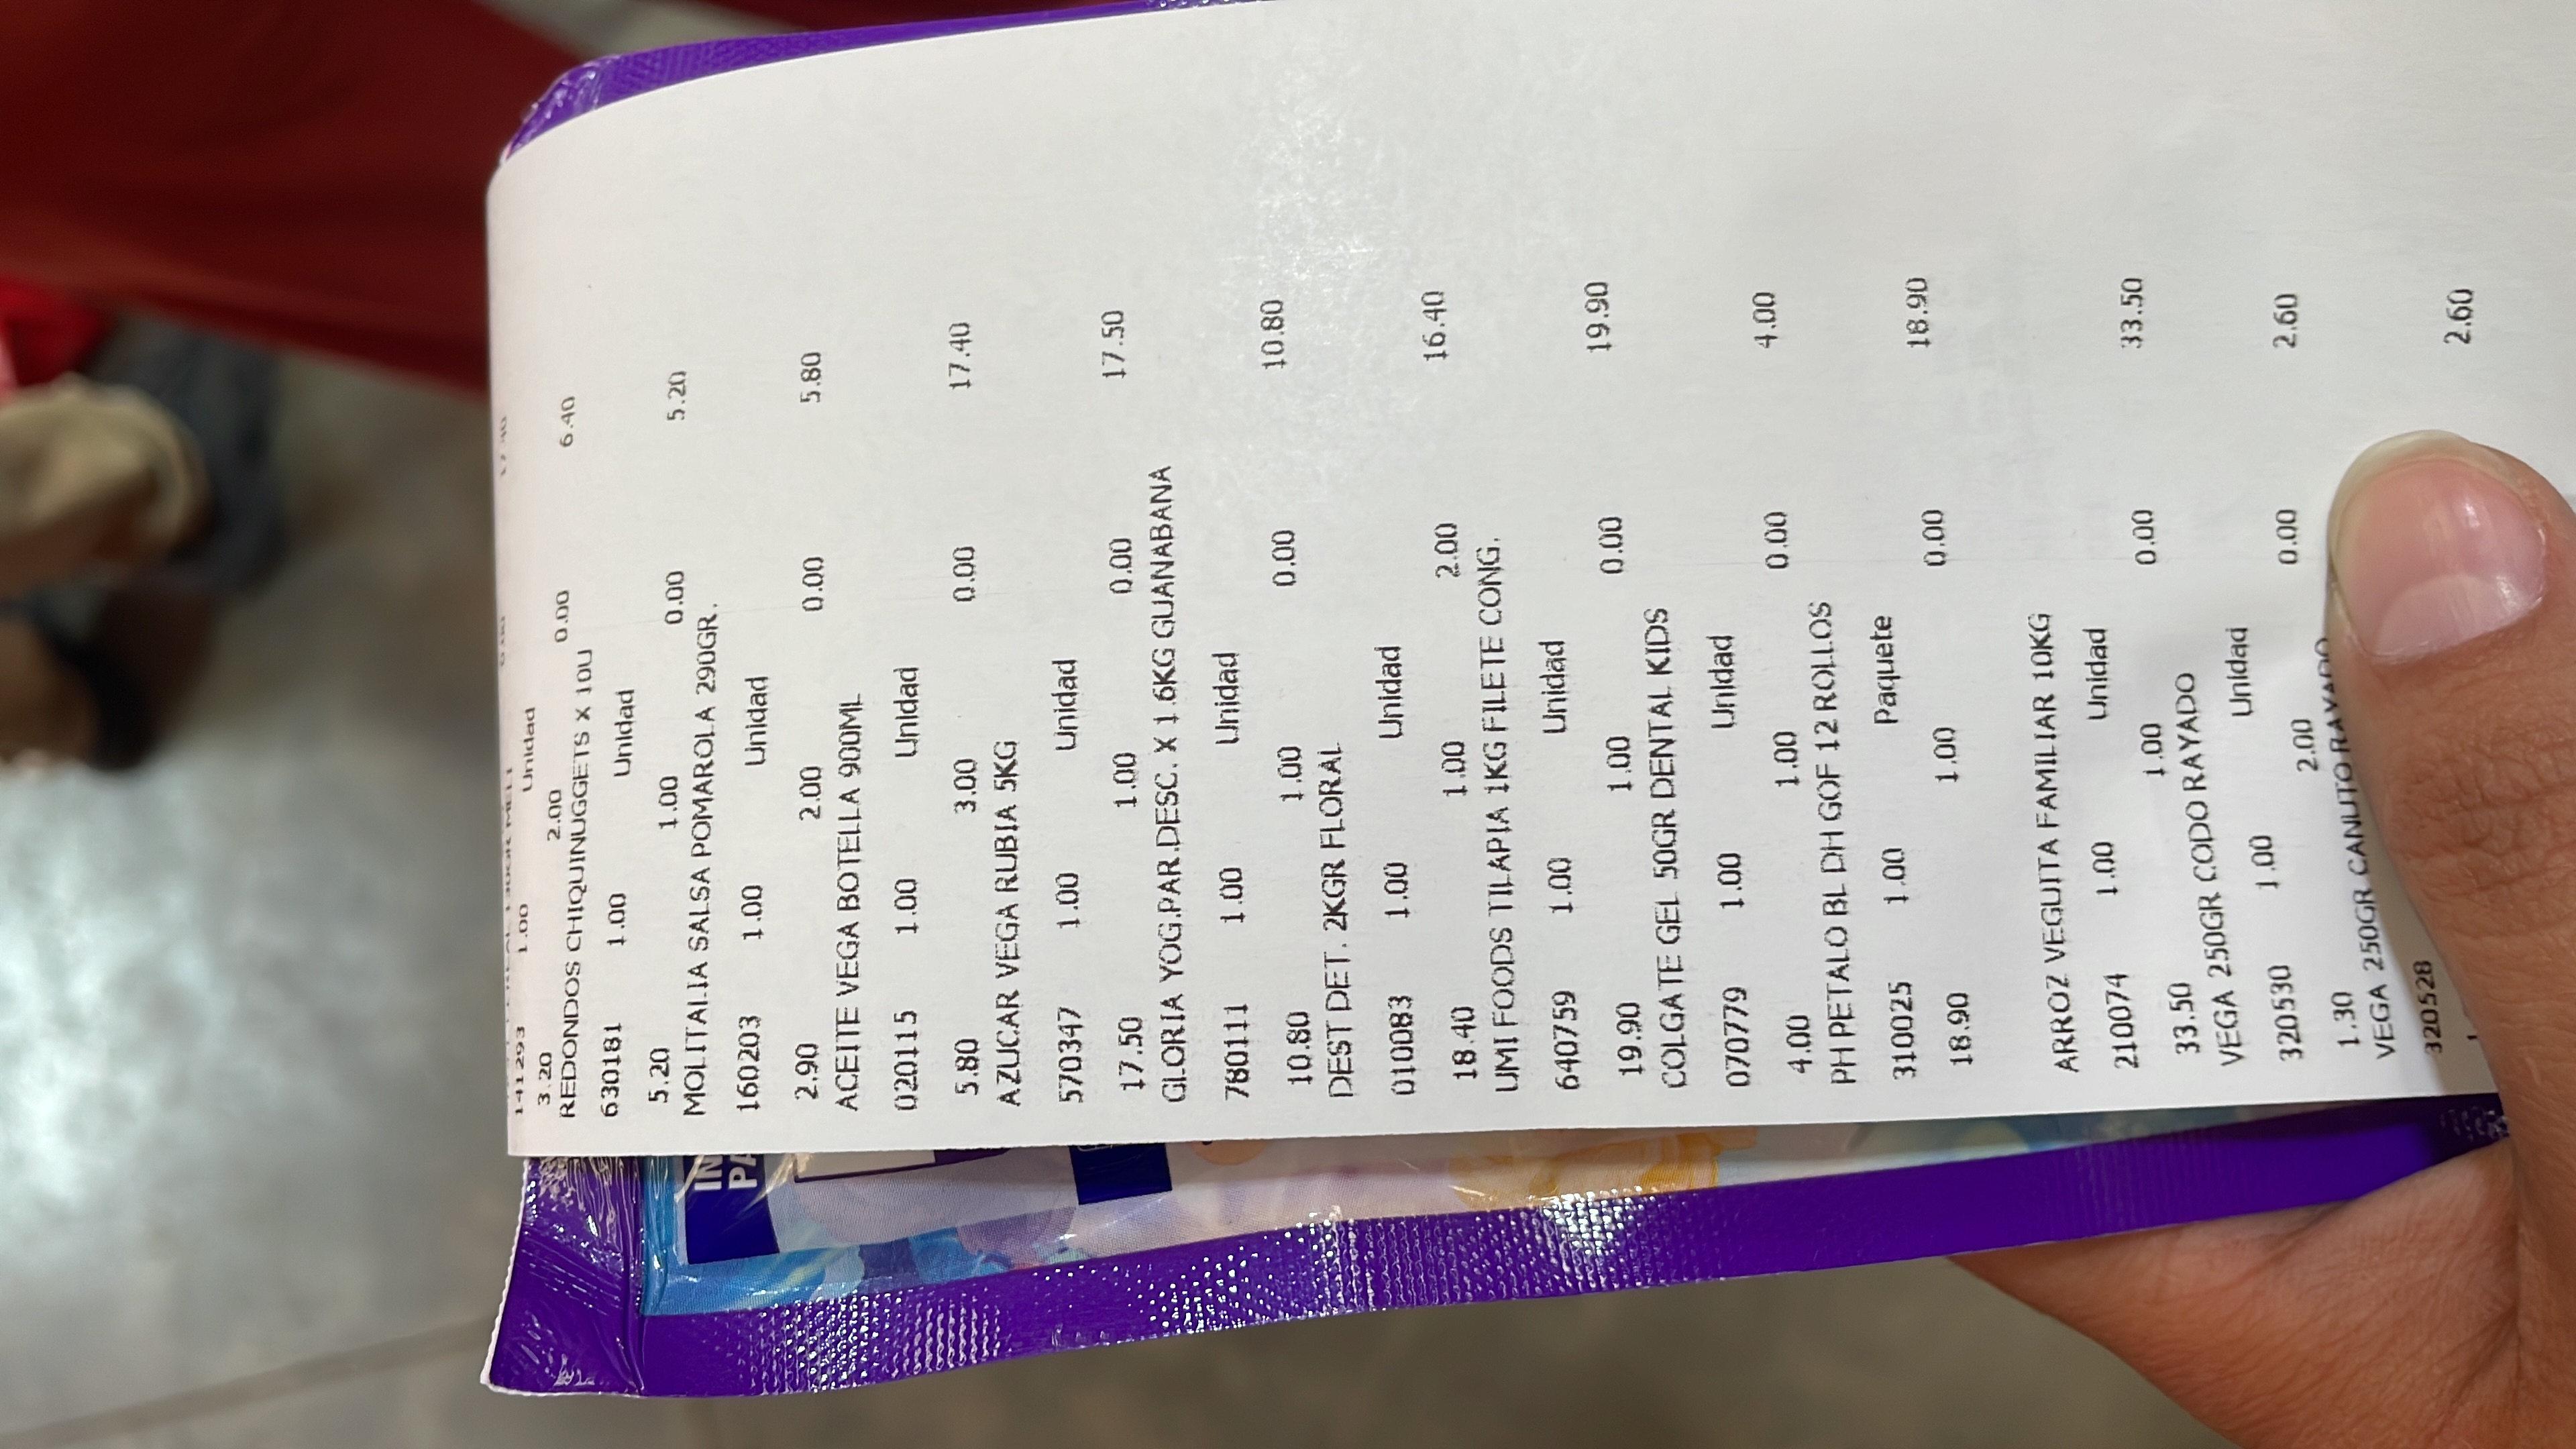 141293 1.00 Unidad
3.20 2.00 0.00 6.40
REDONDOS CHIQUINUGGETS X 10U
630181 1.00 Unidad
5.20 1.00 0.00 5.20
MOLITALIA SALSA POMAROLA 290GR.
160203 1.00 Unidad
2.90 2.00 0.00 5.80
ACEITE VEGA BOTELLA 900ML
020115 1.00 Unidad
5.80 3.00 0.00 17.40
AZUCAR VEGA RUBIA 5KG
570347 1.00 Unidad
17.50 1.00 0.00 17.50
GLORIA YOG.PAR.DESC. X 1.6KG GUANABANA
780111 1.00 Unidad
10.80 1.00 0.00 10.80
DEST DET. 2KGR FLORAL
010083 1.00 Unidad
18.40 1.00 2.00 16.40
UMI FOODS TILAPIA 1KG FILETE CONG.
640759 1.00 Unidad
19.90 1.00 0.00 19.90
COLGATE GEL 50GR DENTAL KIDS
070779 1.00 Unidad
4.00 1.00 0.00 4.00
PH PETALO BL DH GOF 12 ROLLOS
310025 1.00 Paquete
18.90 1.00 0.00 18.90
ARROZ VEGUITA FAMILIAR 10KG
210074 1.00 Unidad
33.50 1.00 0.00 33.50
VEGA 250GR CODO RAYADO
320530 1.00 Unidad
1.30 2.00 0.00 2.60
VEGA 250GR CANUTO RAYADO
320528
2.60
IN
PA